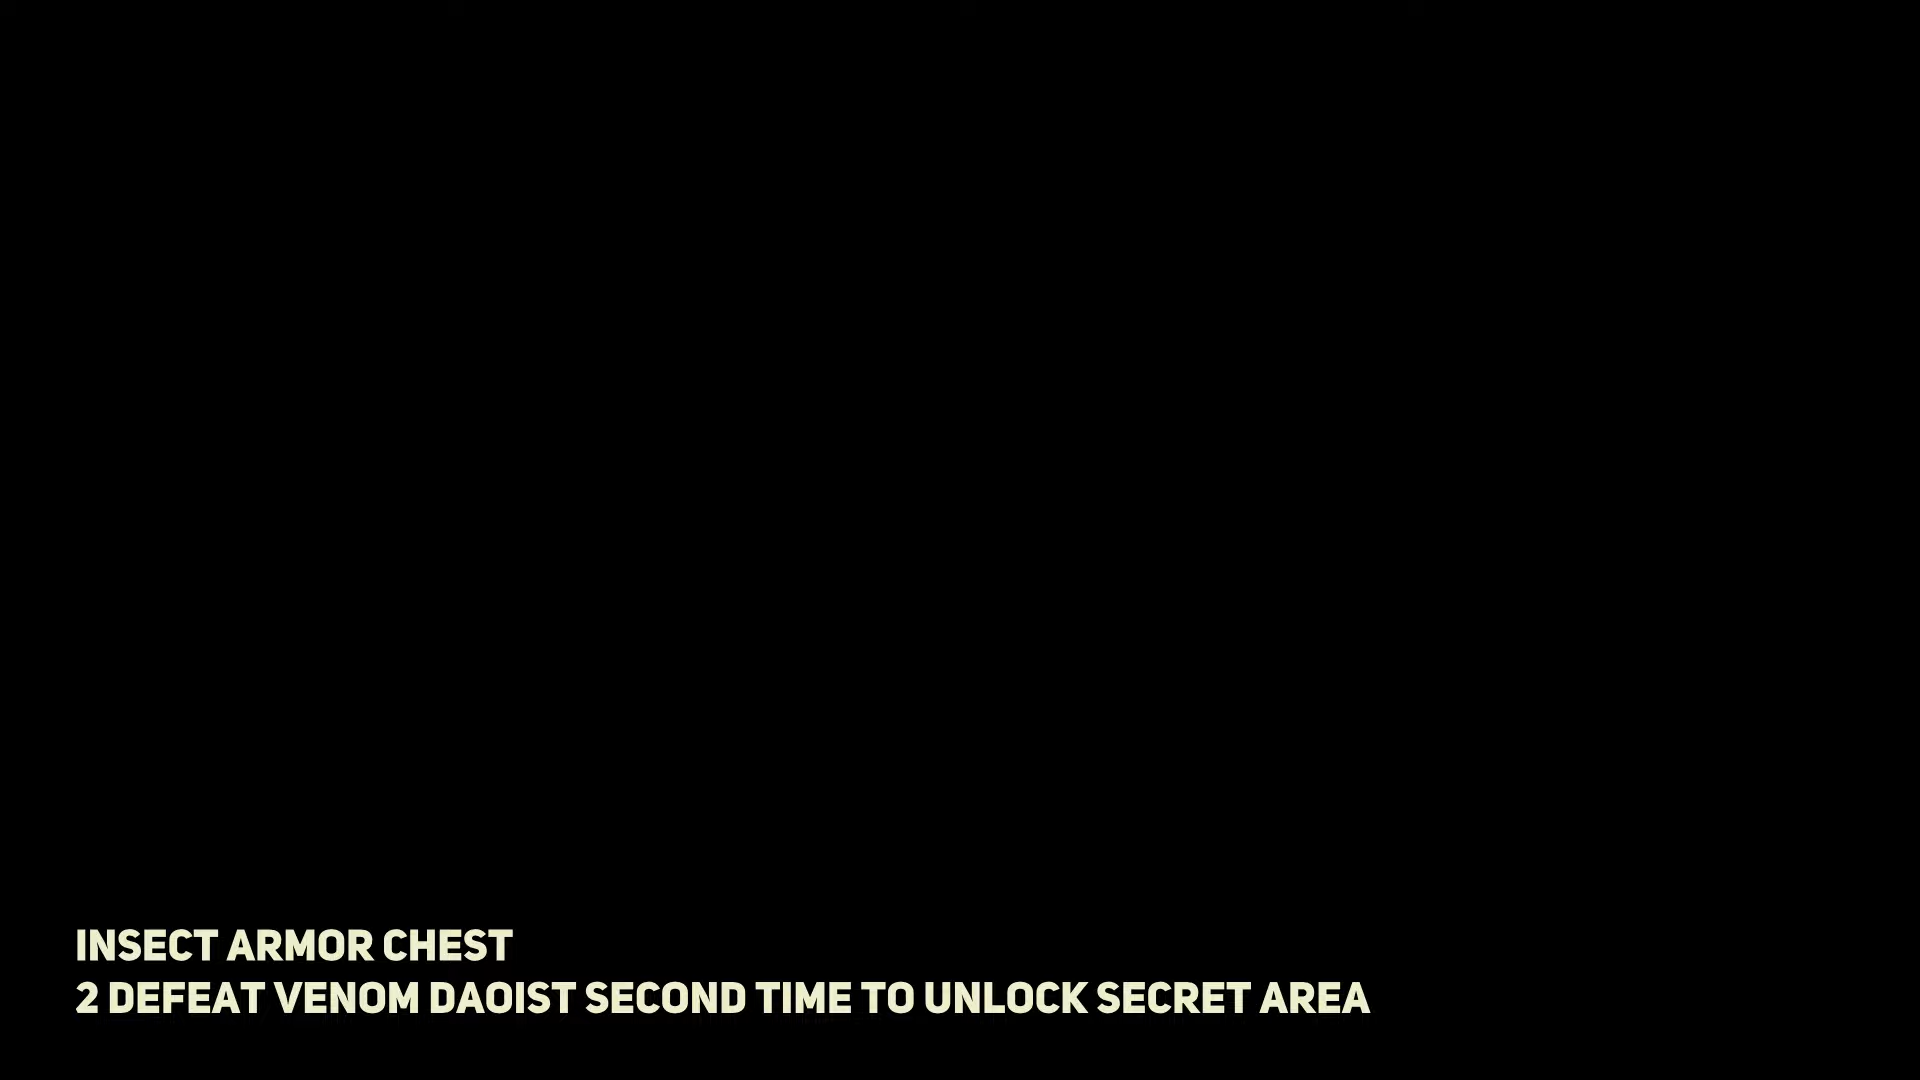 INSECT ARMOR CHEST
2 DEFEAT VENOM DAOIST SECOND TIME TO UNLOCK SECRET AREA